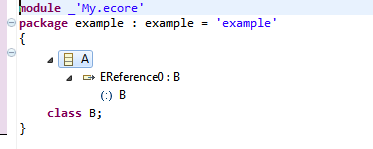 module _'My.ecore'
package example : example = 'example'
{
A
EReference0 : B
(:) B
class B;
}